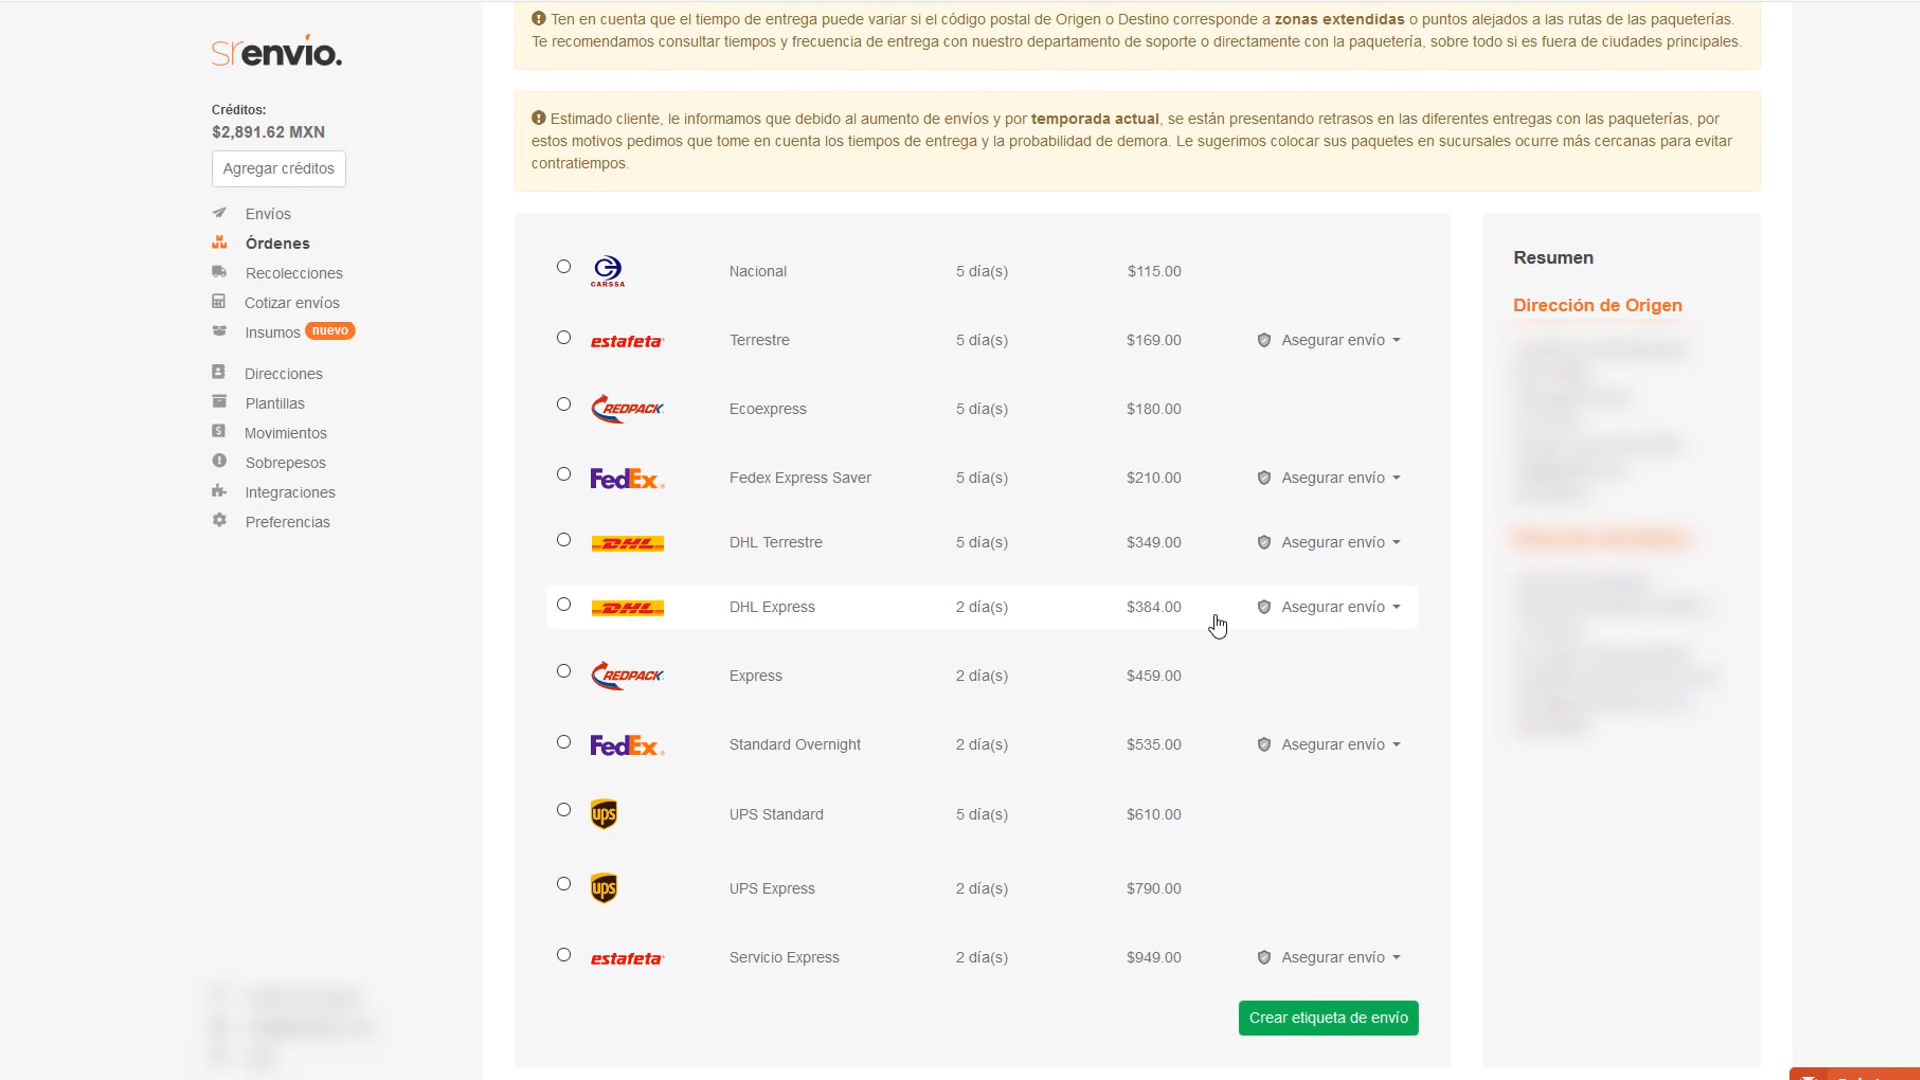 Ten en cuenta que el tiempo de entrega puede variar si el código postal de Origen o Destino corresponde a zonas extendidas o puntos alejados a las rutas de las paqueterías.
Te recomendamos consultar tiempos y frecuencia de entrega con nuestro departamento de soporte o directamente con la paquetería, sobre todo si es fuera de ciudades principales.
srenvío.
Créditos:
$2,891.62 MXN
Agregar créditos
Envíos
Órdenes
Recolecciones
Cotizar envíos
Insumos nuevo
Direcciones
Plantillas
Movimientos
Sobrepesos
Integraciones
Preferencias
Estimado cliente, le informamos que debido al aumento de envíos y por temporada actual, se están presentando retrasos en las diferentes entregas con las paqueterías, por
estos motivos pedimos que tome en cuenta los tiempos de entrega y la probabilidad de demora. Le sugerimos colocar sus paquetes en sucursales ocurre más cercanas para evitar
contratiempos.
CARSSA Nacional 5 día(s) $115.00
estafeta Terrestre 5 día(s) $169.00 Asegurar envío
REDPACK Ecoexpress 5 día(s) $180.00
FedEx Fedex Express Saver 5 día(s) $210.00 Asegurar envío
DHL DHL Terrestre 5 día(s) $349.00 Asegurar envío
DHL DHL Express 2 día(s) $384.00 Asegurar envío
REDPACK Express 2 día(s) $459.00
FedEx Standard Overnight 2 día(s) $535.00 Asegurar envío
ups UPS Standard 5 día(s) $610.00
ups UPS Express 2 día(s) $790.00
estafeta Servicio Express 2 día(s) $949.00 Asegurar envío
Crear etiqueta de envío
Resumen
Dirección de Origen